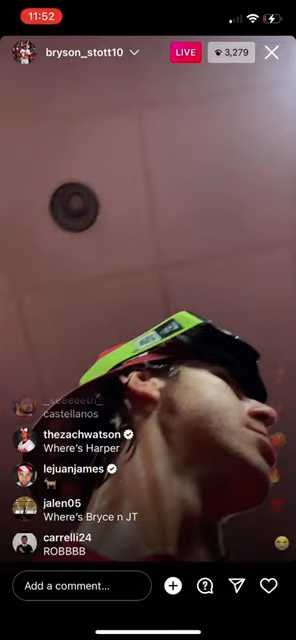 11:52
bryson_stott10
LIVE
3,279
_seeeeeth_
castellanos
thezachwatson
Where's Harper
lejuanjames
jalen05
Where's Bryce n JT
carrelli24
ROBBBB
Add a comment...